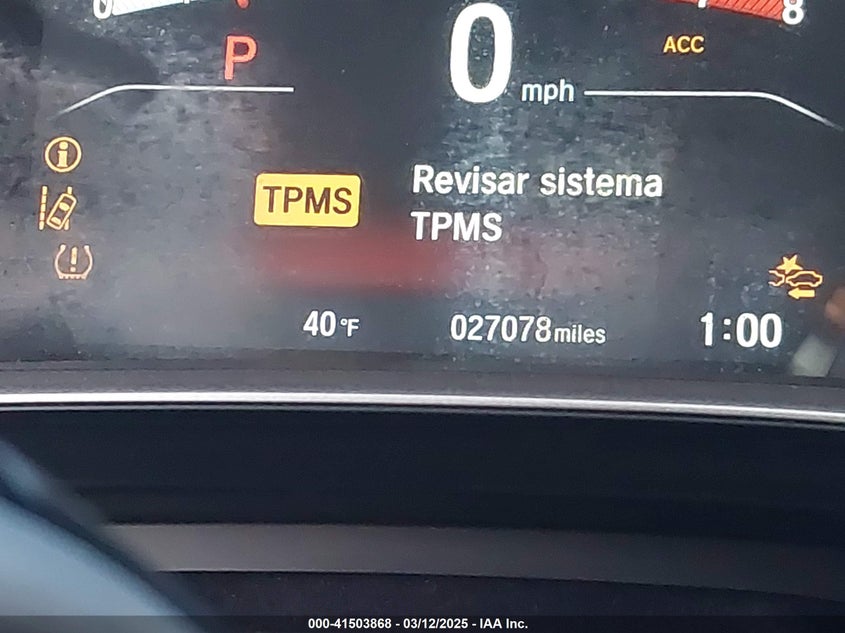 0
8
P
0 mph
ACC
TPMS
Revisar sistema
TPMS
40°F
027078 miles
1:00
000-41503868 - 03/12/2025 - IAA Inc.